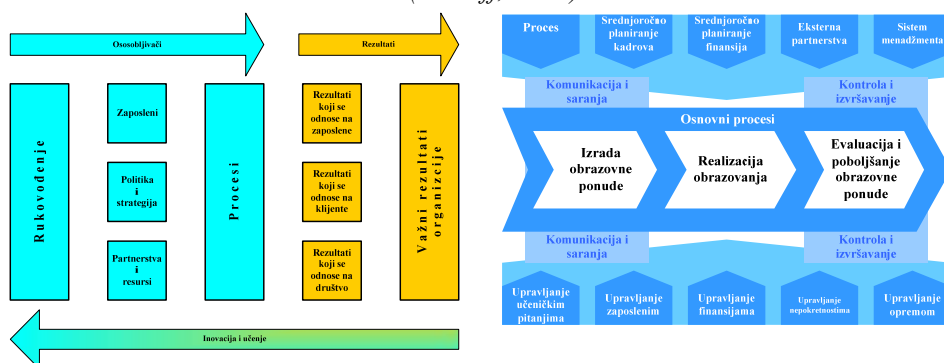 Ososobljivači
Rezultati
Rukovođenje
Zaposleni
Politika
i
strategija
Partnerstva
i
resursi
Procesi
Rezultati
koji se
odnose na
zaposlene
Rezultati
koji se
odnose na
klijente
Rezultati
koji se
odnose na
društvo
Važni rezultati
organizcije
Inovacija i učenje
Proces
Srednjoročno
planiranje
kadrova
Srednjoročno
planiranje
finansija
Eksterna
partnerstva
Sistem
menadžmenta
Komunikacija i
saranja
Kontrola i
izvršavanje
Osnovni procesi
Izrada
obrazovne
ponude
Realizacija
obrazovanja
Evaluacija i
poboljšanje
obrazovne
ponude
Komunikacija i
saranja
Kontrola i
izvršavanje
Upravljanje
učeničkim
pitanjima
Upravljanje
zaposlenim
Upravljanje
finansijama
Upravljanje
nepokretnostima
Upravljanje
opremom